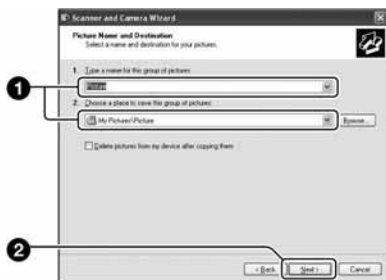 Scanner and Camera Wizard
Picture Name and Destination
Select a name and destination for your pictures.
1. Type a name for this group of pictures:
Picture
2. Choose a place to save this group of pictures:
My Pictures\Picture
Browse...
Delete pictures from my device after copying them
< Back
Next >
Cancel
1
2